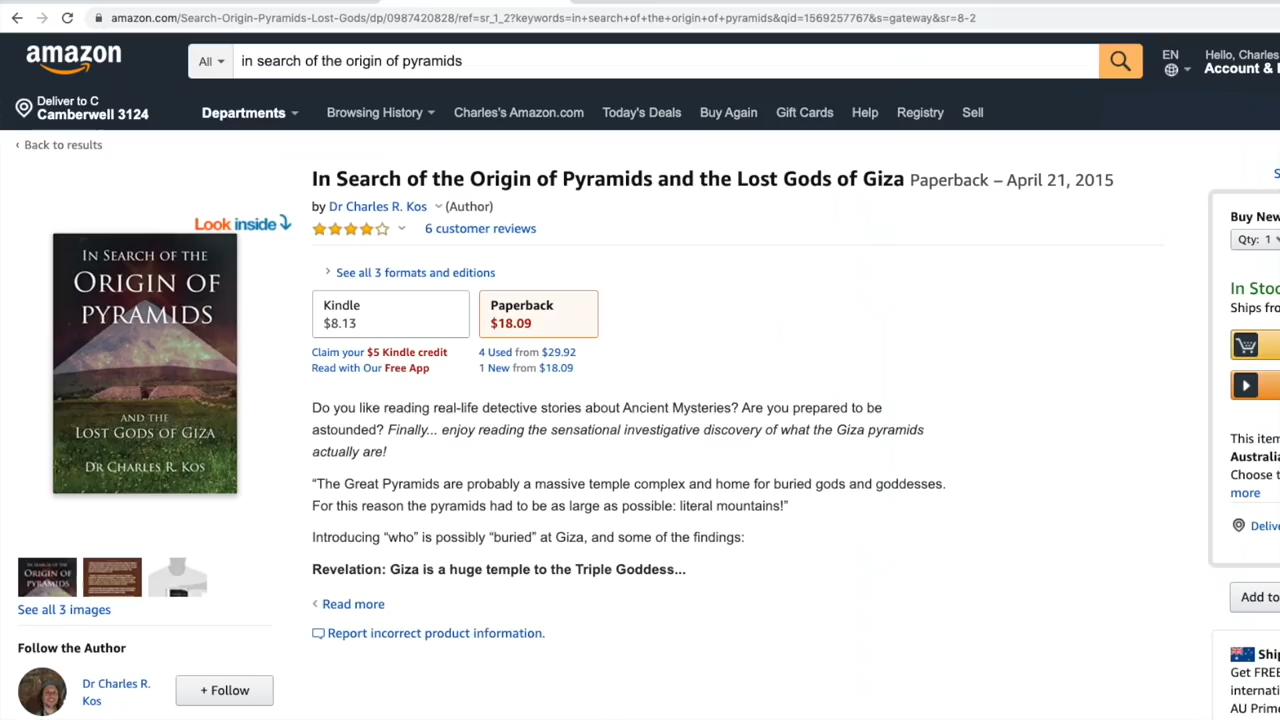 amazon.com/Search-Origin-Pyramids-Lost-Gods/dp/0987420828/ref=sr_1_2?keywords=in+search+of+the+origin+of+pyramids&qid=1569257767&s=gateway&sr=8-2
amazon
All
in search of the origin of pyramids
EN
Hello, Charles
Account &
Deliver to C
Camberwell 3124
Departments
Browsing History
Charles's Amazon.com
Today's Deals
Buy Again
Gift Cards
Help
Registry
Sell
‹ Back to results
In Search of the Origin of Pyramids and the Lost Gods of Giza Paperback – April 21, 2015
by Dr Charles R. Kos (Author)
6 customer reviews
Look inside
IN SEARCH OF THE
ORIGIN OF
PYRAMIDS
AND THE
LOST GODS OF GIZA
DR CHARLES R. KOS
See all 3 images
Follow the Author
Dr Charles R.
Kos
+ Follow
See all 3 formats and editions
Kindle
$8.13
Paperback
$18.09
Claim your $5 Kindle credit
Read with Our Free App
4 Used from $29.92
1 New from $18.09
Do you like reading real-life detective stories about Ancient Mysteries? Are you prepared to be
astounded? Finally... enjoy reading the sensational investigative discovery of what the Giza pyramids
actually are!
“The Great Pyramids are probably a massive temple complex and home for buried gods and goddesses.
For this reason the pyramids had to be as large as possible: literal mountains!”
Introducing “who” is possibly “buried” at Giza, and some of the findings:
Revelation: Giza is a huge temple to the Triple Goddess...
Read more
Report incorrect product information.
Buy New
Qty: 1
In Stoc
Ships fro
This item
Australia
Choose t
more
Delive
Add to
Ship
Get FREE
internati
AU Prime